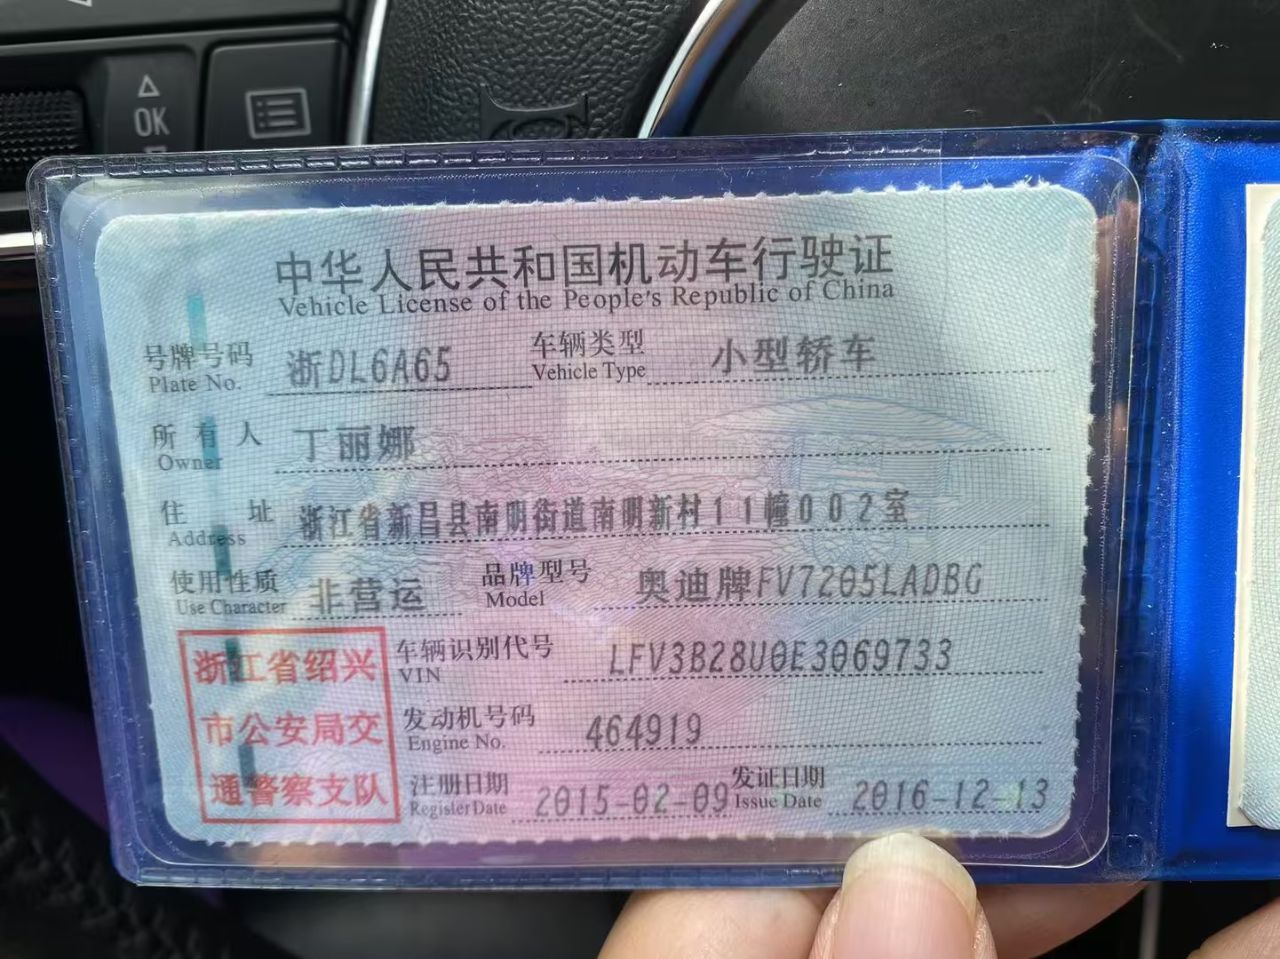 OK
中华人民共和国机动车行驶证
Vehicle License of the People's Republic of China
号牌号码 浙DL6A65 车辆类型 小型轿车
Plate No. Vehicle Type
所有人 丁丽娜
Owner
住址 浙江省新昌县南明街道南明新村11幢002室
Address
使用性质 非营运 品牌型号 奥迪牌FV7205LADBG
Use Character Model
浙江省绍兴 车辆识别代号 LFV3B28U0E3069733
VIN
市公安局交 发动机号码 464919
Engine No.
通警察支队 注册日期 2015-02-09 发证日期 2016-12-13
Register Date Issue Date